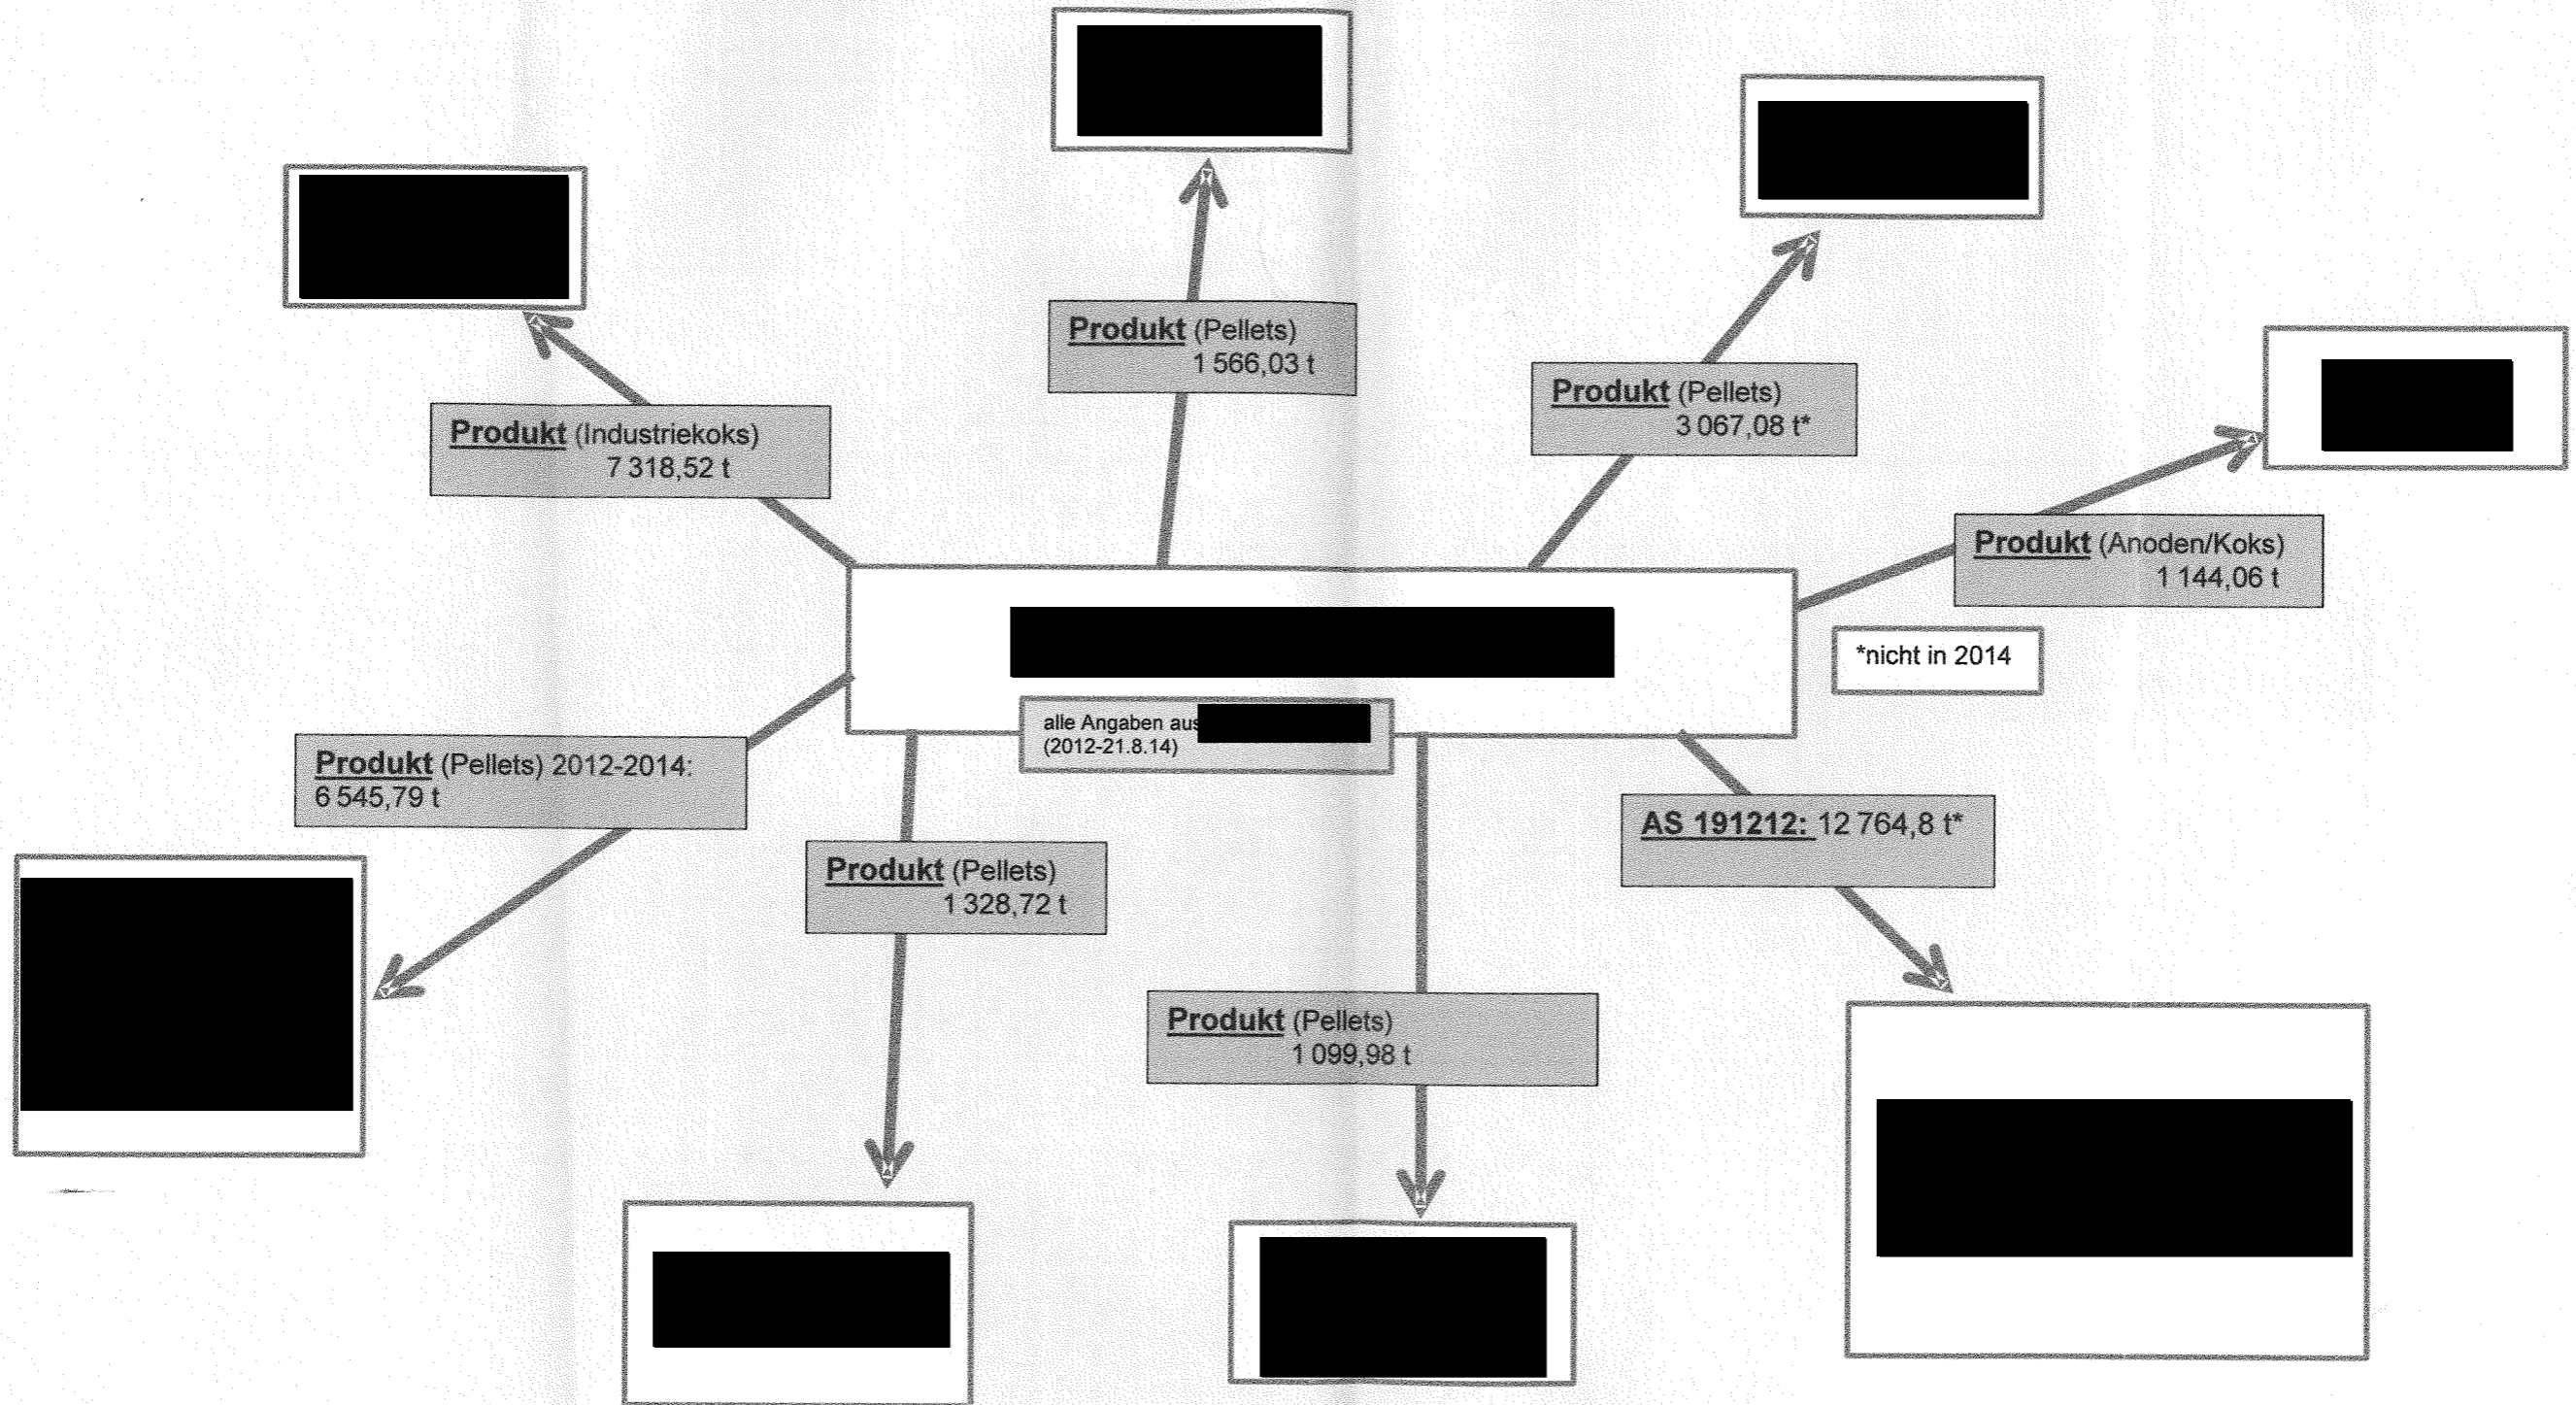 Produkt (Pellets)
1 566,03 t
Produkt (Pellets)
3 067,08 t*
Produkt (Industriekoks)
7 318,52 t
Produkt (Anoden/Koks)
1 144,06 t
*nicht in 2014
alle Angaben aus
(2012-21.8.14)
Produkt (Pellets) 2012-2014:
6 545,79 t
AS 191212: 12 764,8 t*
Produkt (Pellets)
1 328,72 t
Produkt (Pellets)
1 099,98 t